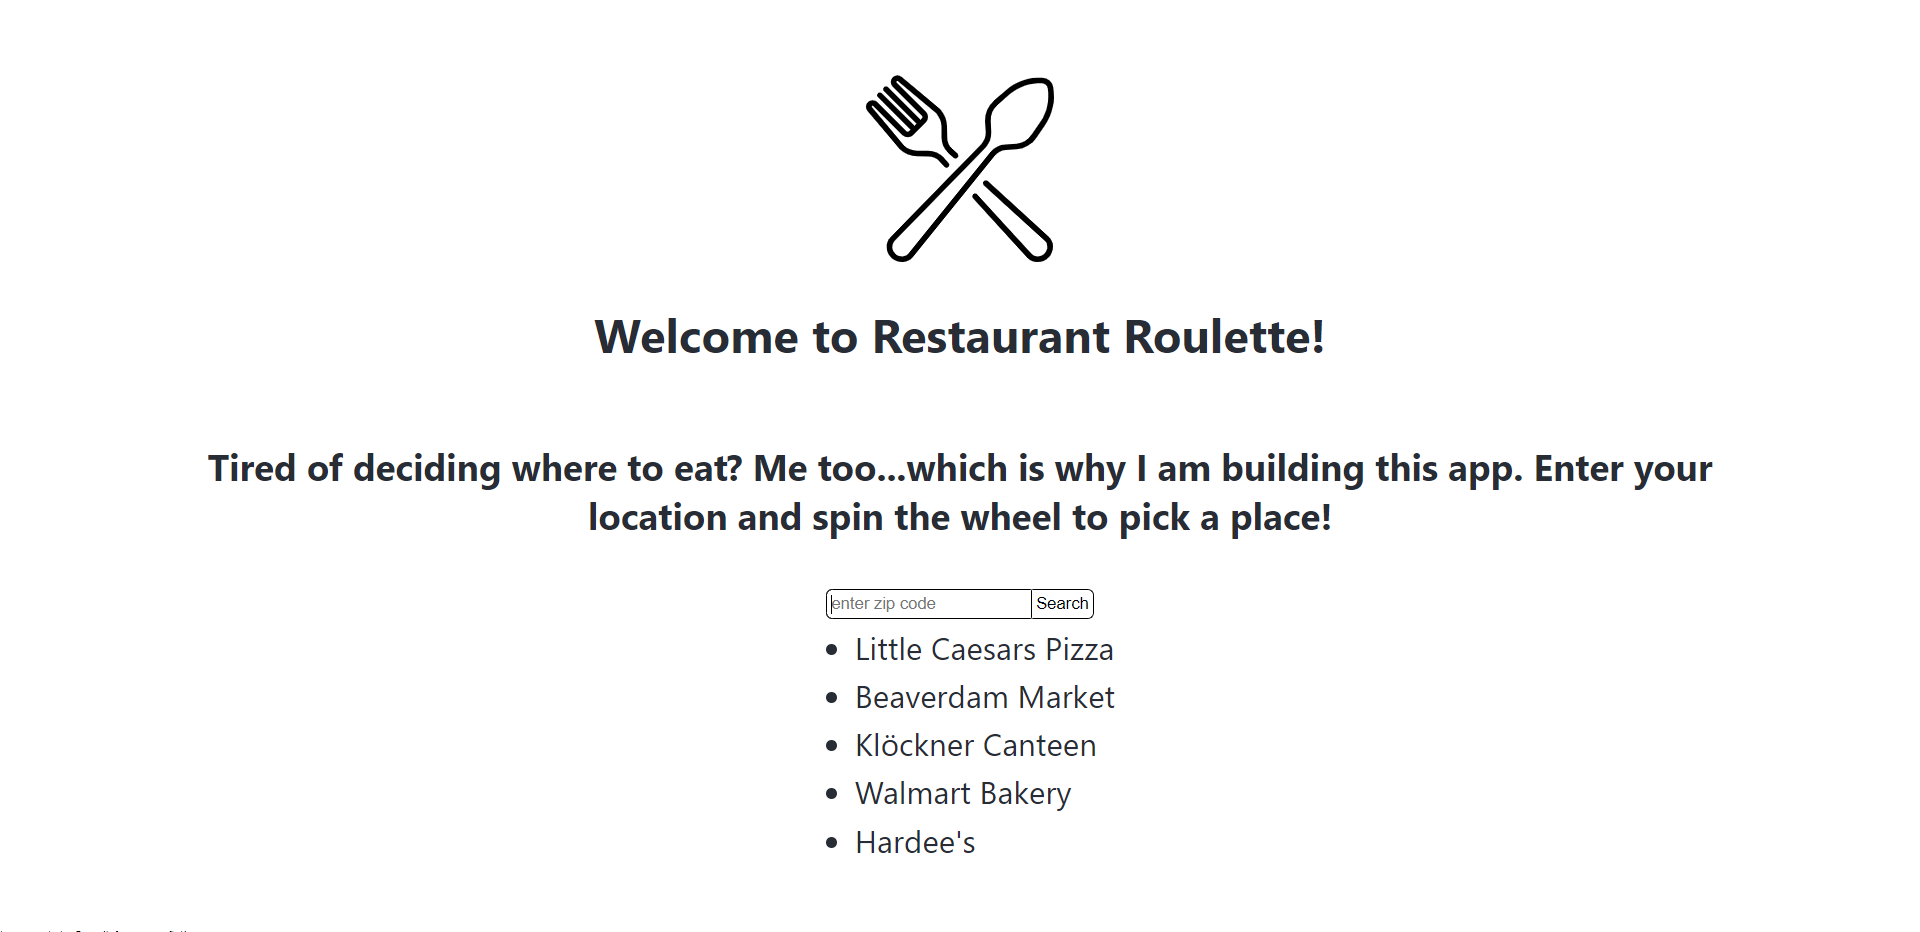 Welcome to Restaurant Roulette!
Tired of deciding where to eat? Me too...which is why I am building this app. Enter your
location and spin the wheel to pick a place!
enter zip code Search
Little Caesars Pizza
Beaverdam Market
Klöckner Canteen
Walmart Bakery
Hardee's